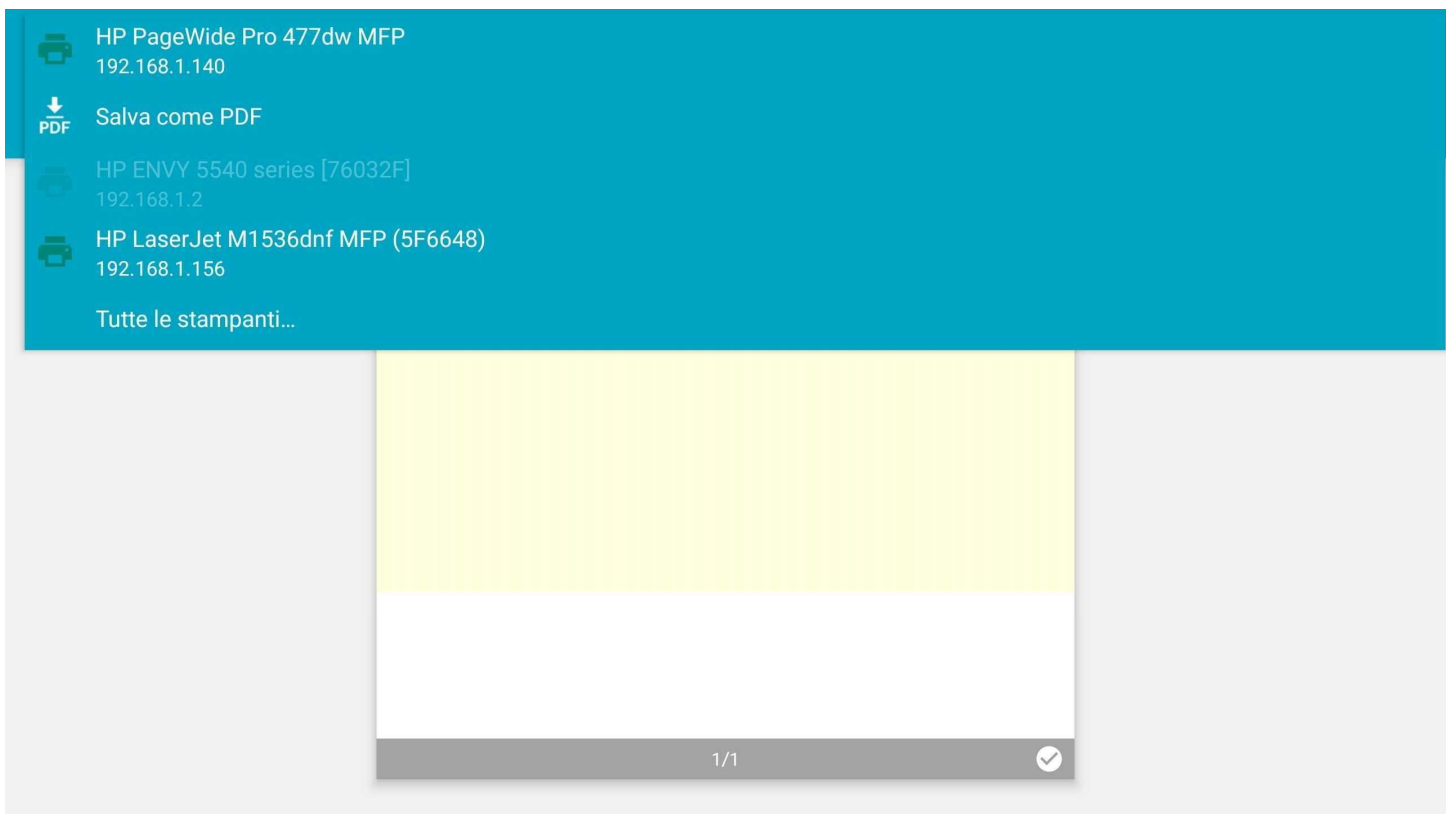 HP PageWide Pro 477dw MFP
192.168.1.140
PDF
Salva come PDF
HP ENVY 5540 series [76032F]
192.168.1.2
HP LaserJet M1536dnf MFP (5F6648)
192.168.1.156
Tutte le stampanti...
1/1